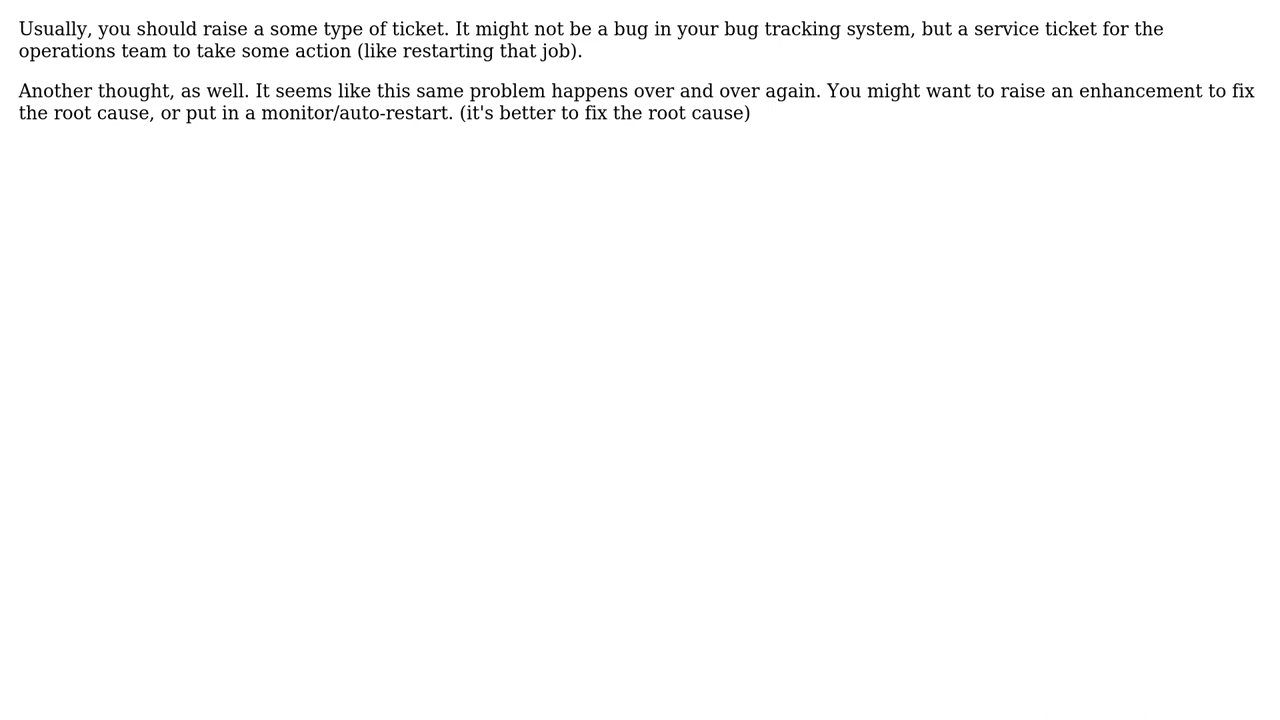 Usually, you should raise a some type of ticket. It might not be a bug in your bug tracking system, but a service ticket for the
operations team to take some action (like restarting that job).
Another thought, as well. It seems like this same problem happens over and over again. You might want to raise an enhancement to fix
the root cause, or put in a monitor/auto-restart. (it's better to fix the root cause)